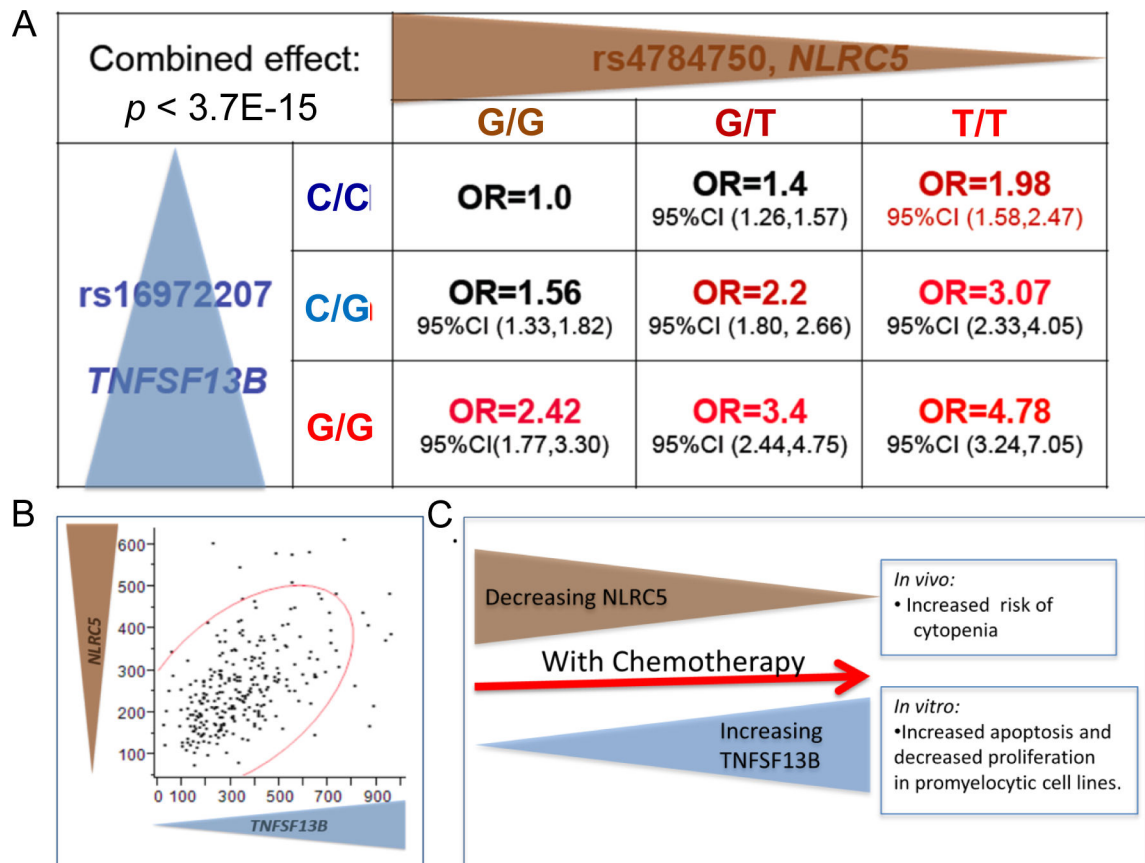 A
Combined effect:
p < 3.7E-15
rs4784750, NLRC5
G/G G/T T/T
rs16972207
TNFSF13B
C/C OR=1.0 OR=1.4 OR=1.98
95%CI (1.26,1.57) 95%CI (1.58,2.47)
C/G OR=1.56 OR=2.2 OR=3.07
95%CI (1.33,1.82) 95%CI (1.80, 2.66) 95%CI (2.33,4.05)
G/G OR=2.42 OR=3.4 OR=4.78
95%CI(1.77,3.30) 95%CI (2.44,4.75) 95%CI (3.24,7.05)
B
NLRC5
600
500
400
300
200
100
0 100 300 500 700 900
TNFSF13B
C.
Decreasing NLRC5
With Chemotherapy
Increasing
TNFSF13B
In vivo:
• Increased risk of
cytopenia
In vitro:
•Increased apoptosis and
decreased proliferation
in promyelocytic cell lines.